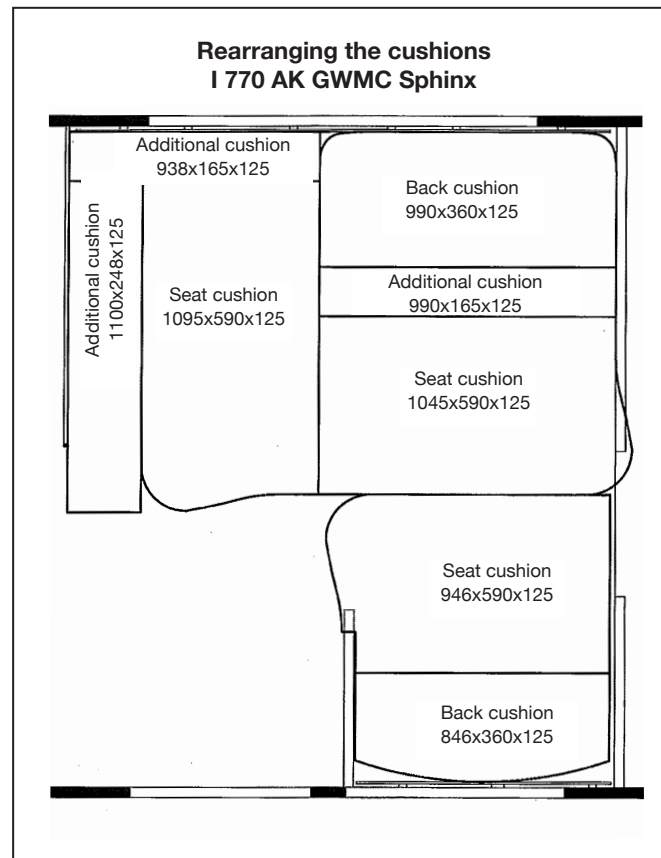 Rearranging the cushions
I 770 AK GWMC Sphinx
Additional cushion
938x165x125
Back cushion
990x360x125
Additional cushion
1100x248x125
Seat cushion
1095x590x125
Additional cushion
990x165x125
Seat cushion
1045x590x125
Seat cushion
946x590x125
Back cushion
846x360x125